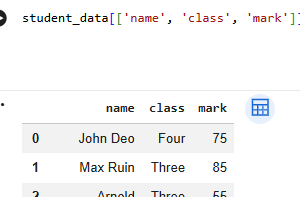 student_data[['name', 'class', 'mark']]
name class mark
0 John Deo Four 75
1 Max Ruin Three 85
2 Arnold Three 55